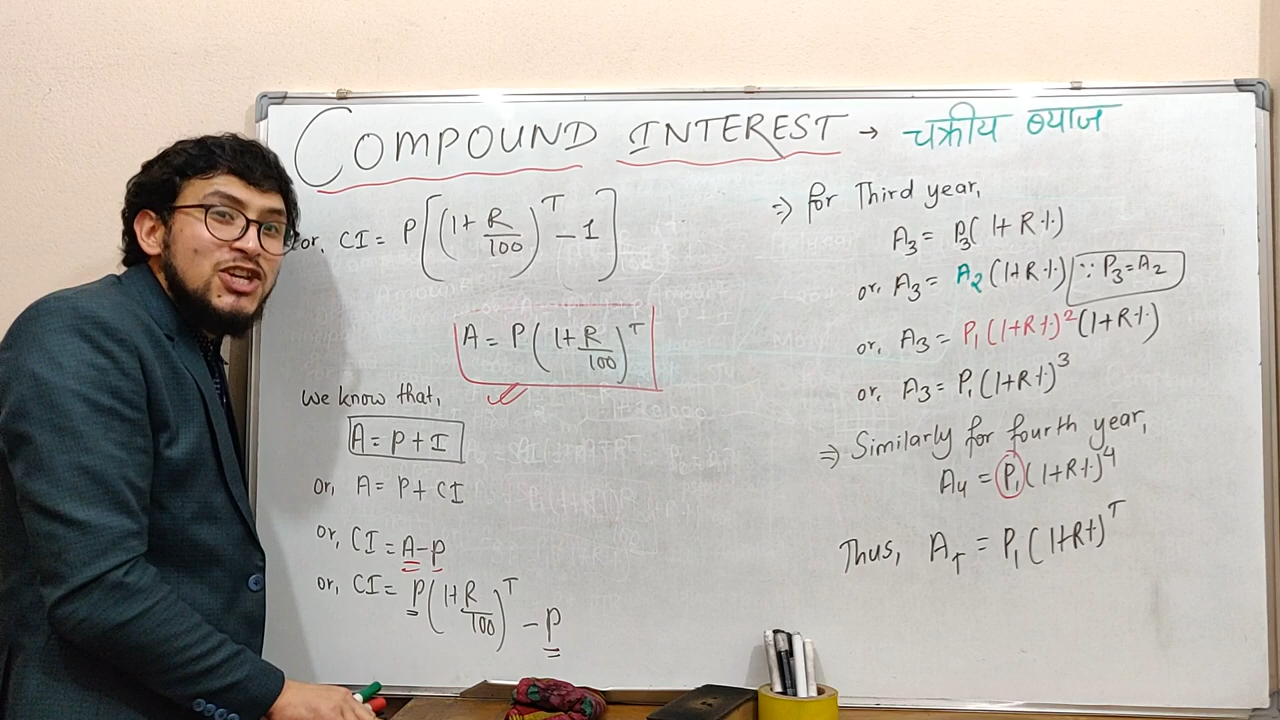 COMPOUND INTEREST → चक्रीय ब्याज
or, CI = P[(1+R/100)^T - 1]
A = P(1+R/100)^T
We know that,
A = P + I
or, A = P + CI
or, CI = A - P
or, CI = P(1+R/100)^T - P
⇒ for Third year,
A₃ = P₃(1+R%)
or, A₃ = A₂(1+R%) ∵ P₃=A₂
or, A₃ = P₁(1+R%)²(1+R%)
or, A₃ = P₁(1+R%)³
⇒ Similarly for fourth year,
A₄ = P₁(1+R%)⁴
Thus, A_T = P₁(1+R%)^T